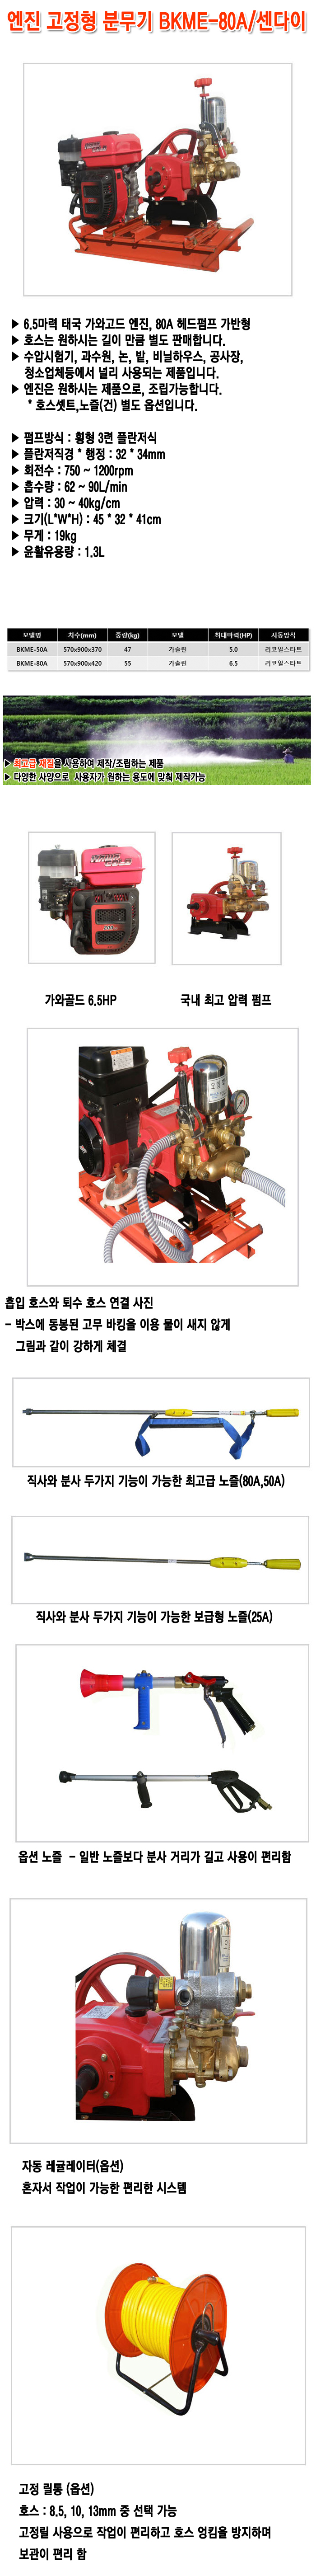 엔진 고정형 분무기 BKME-80A/센다이
▶ 6.5마력 태국 가와고드 엔진, 80A 헤드펌프 가반형
▶ 호스는 원하시는 길이 만큼 별도 판매합니다.
▶ 수압시험기, 과수원, 논, 밭, 비닐하우스, 공사장,
청소업체등에서 널리 사용되는 제품입니다.
▶ 엔진은 원하시는 제품으로, 조립가능합니다.
* 호스셋트,노즐(건) 별도 옵션입니다.
▶ 펌프방식 : 횡형 3련 플란저식
▶ 플란저직경 * 행정 : 32 * 34mm
▶ 회전수 : 750 ~ 1200rpm
▶ 흡수량 : 62 ~ 90L/min
▶ 압력 : 30 ~ 40kg/cm
▶ 크기(L*W*H) : 45 * 32 * 41cm
▶ 무게 : 19kg
▶ 윤활유용량 : 1.3L
모델명 치수(mm) 중량(kg) 모델 최대마력(HP) 시동방식
BKME-50A 570x900x370 47 가솔린 5.0 리코일스타트
BKME-80A 570x900x420 55 가솔린 6.5 리코일스타트
▶ 최고급 재질을 사용하여 제작/조립하는 제품
▶ 다양한 사양으로 사용자가 원하는 용도에 맞춰 제작가능
가와골드 6.5HP 국내 최고 압력 펌프
흡입 호스와 퇴수 호스 연결 사진
- 박스에 동봉된 고무 바킹을 이용 물이 새지 않게
그림과 같이 강하게 체결
직사와 분사 두가지 기능이 가능한 최고급 노즐(80A,50A)
직사와 분사 두가지 기능이 가능한 보급형 노즐(25A)
옵션 노즐 - 일반 노즐보다 분사 거리가 길고 사용이 편리함
자동 레귤레이터(옵션)
혼자서 작업이 가능한 편리한 시스템
고정 릴통 (옵션)
호스 : 8.5, 10, 13mm 중 선택 가능
고정릴 사용으로 작업이 편리하고 호스 엉킴을 방지하며
보관이 편리 함